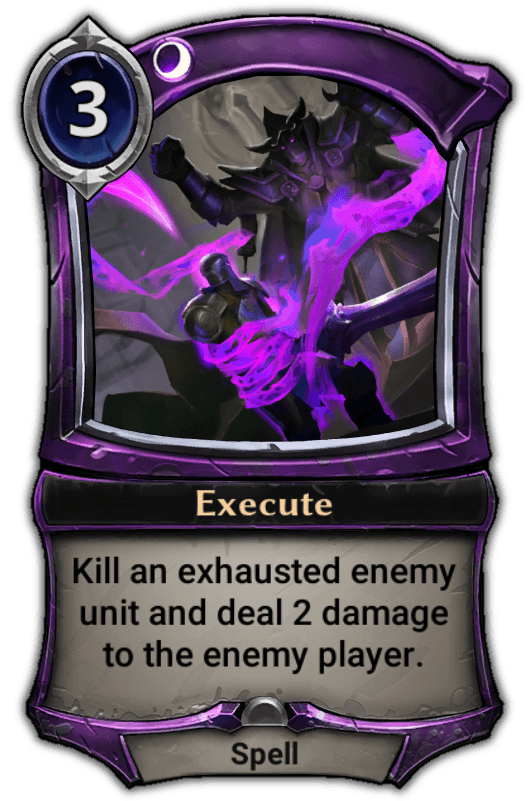 3
Execute
Kill an exhausted enemy
unit and deal 2 damage
to the enemy player.
Spell